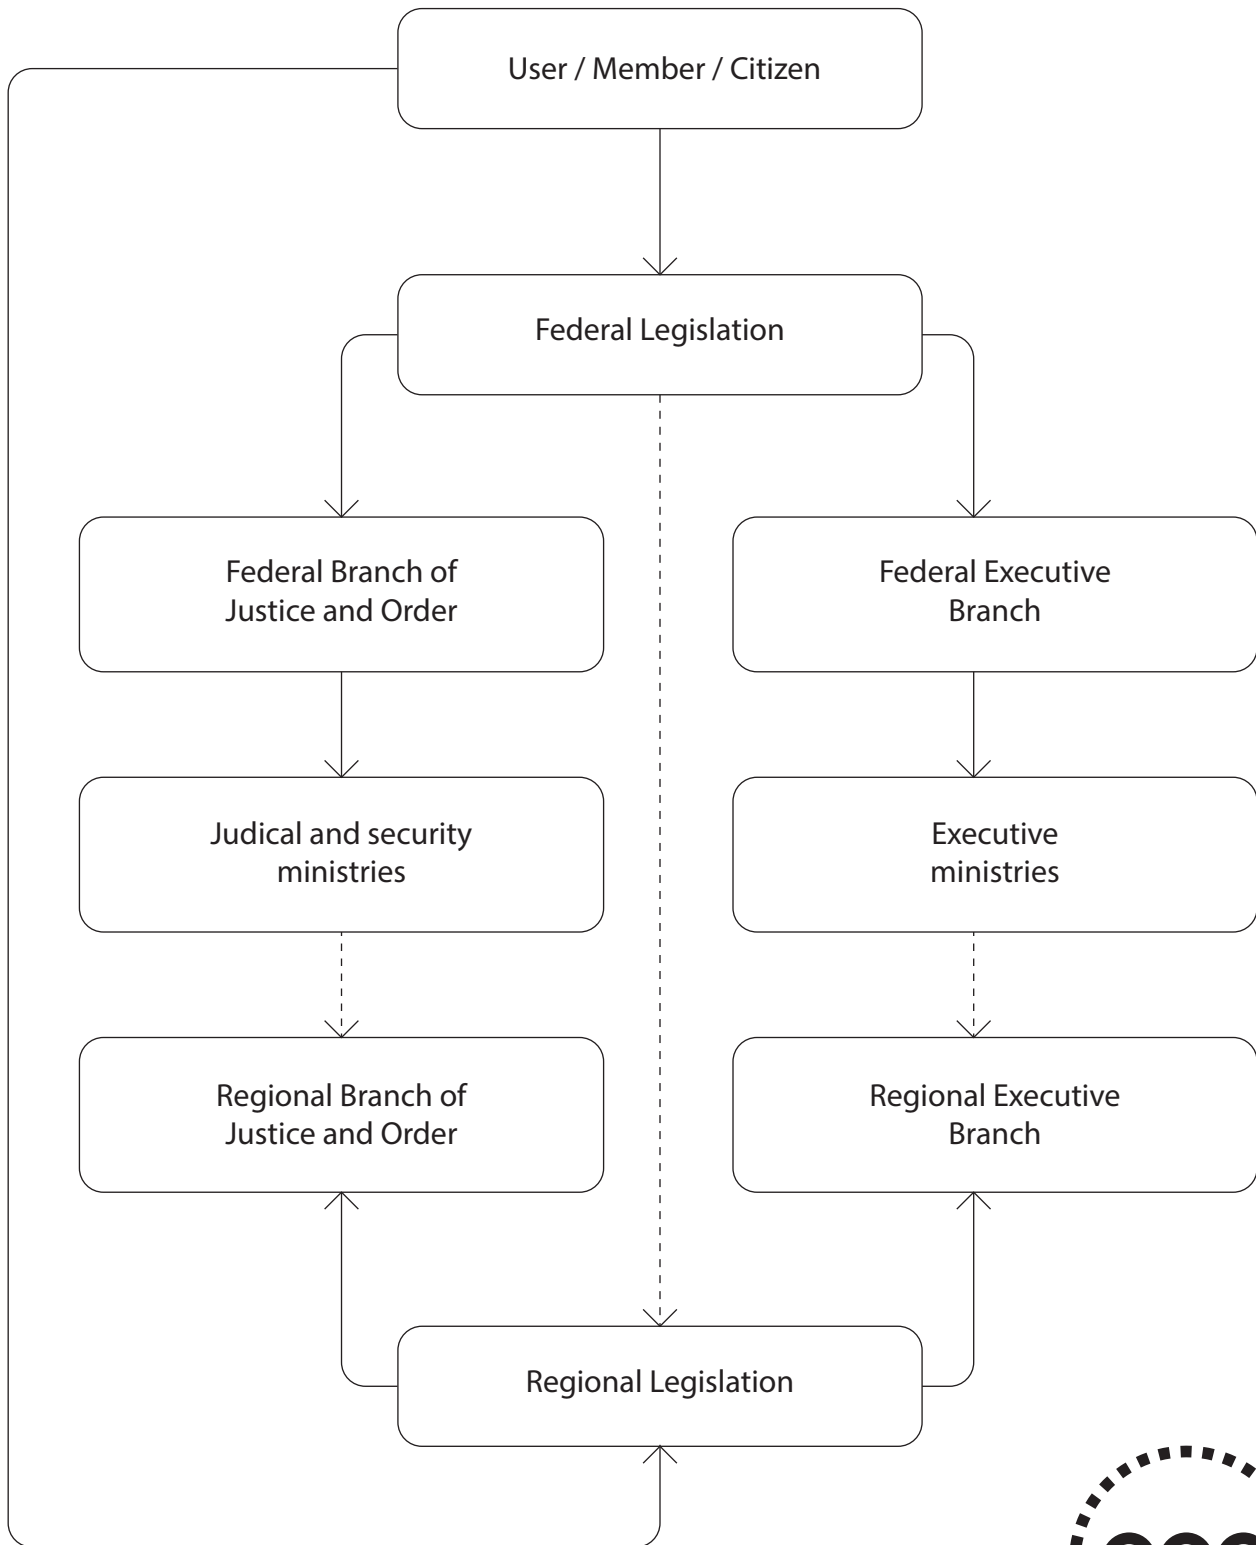 User / Member / Citizen
Federal Legislation
Federal Branch of
Justice and Order
Federal Executive
Branch
Judical and security
ministries
Executive
ministries
Regional Branch of
Justice and Order
Regional Executive
Branch
Regional Legislation